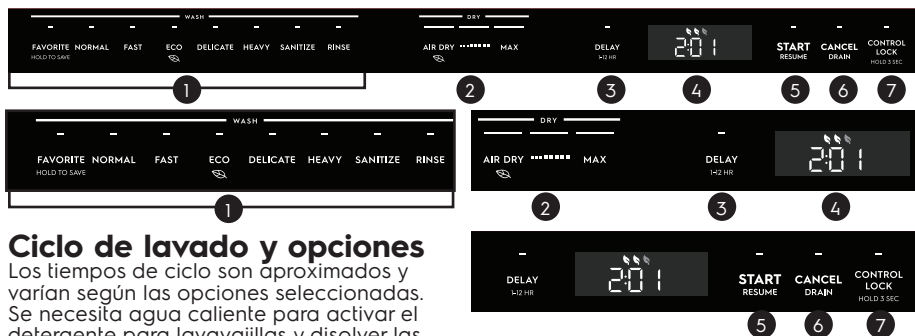 WASH
DRY
FAVORITE NORMAL FAST ECO DELICATE HEAVY SANITIZE RINSE
HOLD TO SAVE
AIR DRY MAX
DELAY
1-12 HR
2:01
START
RESUME
CANCEL
DRAIN
CONTROL
LOCK
HOLD 3 SEC
1 2 3 4 5 6 7
WASH
FAVORITE NORMAL FAST ECO DELICATE HEAVY SANITIZE RINSE
HOLD TO SAVE
1
DRY
AIR DRY MAX
DELAY
1-12 HR
2:01
2 3 4
Ciclo de lavado y opciones
Los tiempos de ciclo son aproximados y
varían según las opciones seleccionadas.
Se necesita agua caliente para activar el
detergente para lavavajillas y disolver las
DELAY
1-12 HR
2:01
START
RESUME
CANCEL
DRAIN
CONTROL
LOCK
HOLD 3 SEC
5 6 7